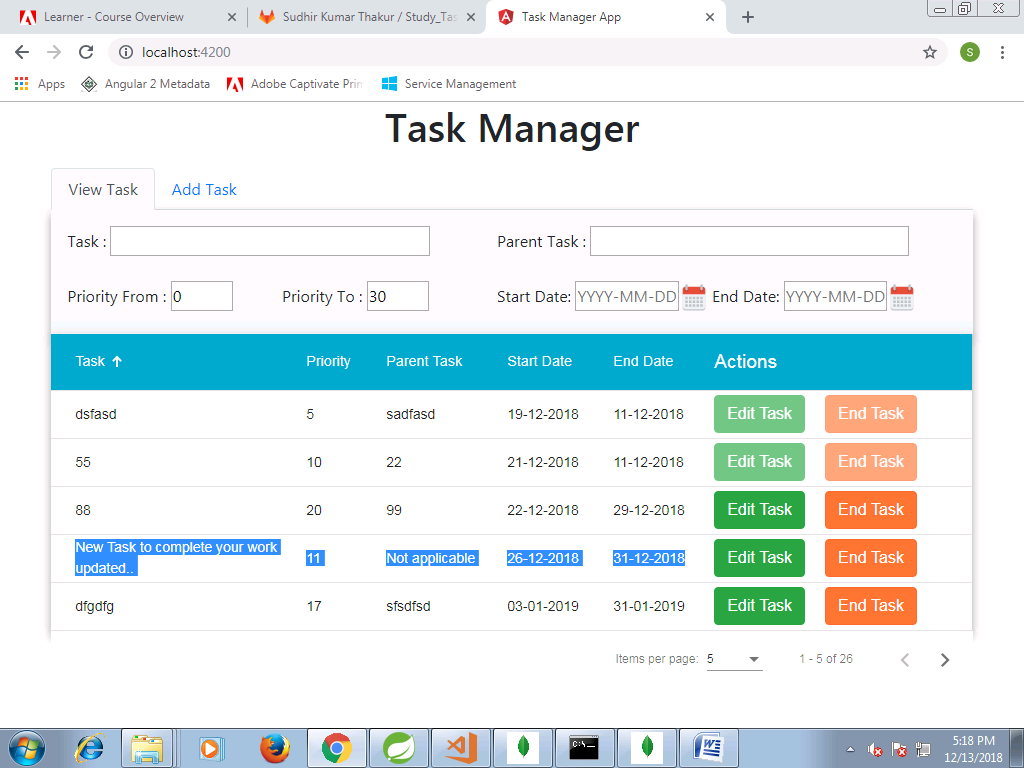 Learner - Course Overview
Sudhir Kumar Thakur / Study_Tas
Task Manager App
localhost:4200
S
Apps
Angular 2 Metadata
Adobe Captivate Prim
Service Management
Task Manager
View Task
Add Task
Task :
Parent Task :
Priority From : 0
Priority To : 30
Start Date: YYYY-MM-DD
End Date: YYYY-MM-DD
Task Priority Parent Task Start Date End Date Actions
dsfasd 5 sadfasd 19-12-2018 11-12-2018 Edit Task End Task
55 10 22 21-12-2018 11-12-2018 Edit Task End Task
88 20 99 22-12-2018 29-12-2018 Edit Task End Task
New Task to complete your work
updated.. 11 Not applicable 26-12-2018 31-12-2018 Edit Task End Task
dfgdfg 17 sfsdfsd 03-01-2019 31-01-2019 Edit Task End Task
Items per page: 5 1 - 5 of 26
5:18 PM
12/13/2018